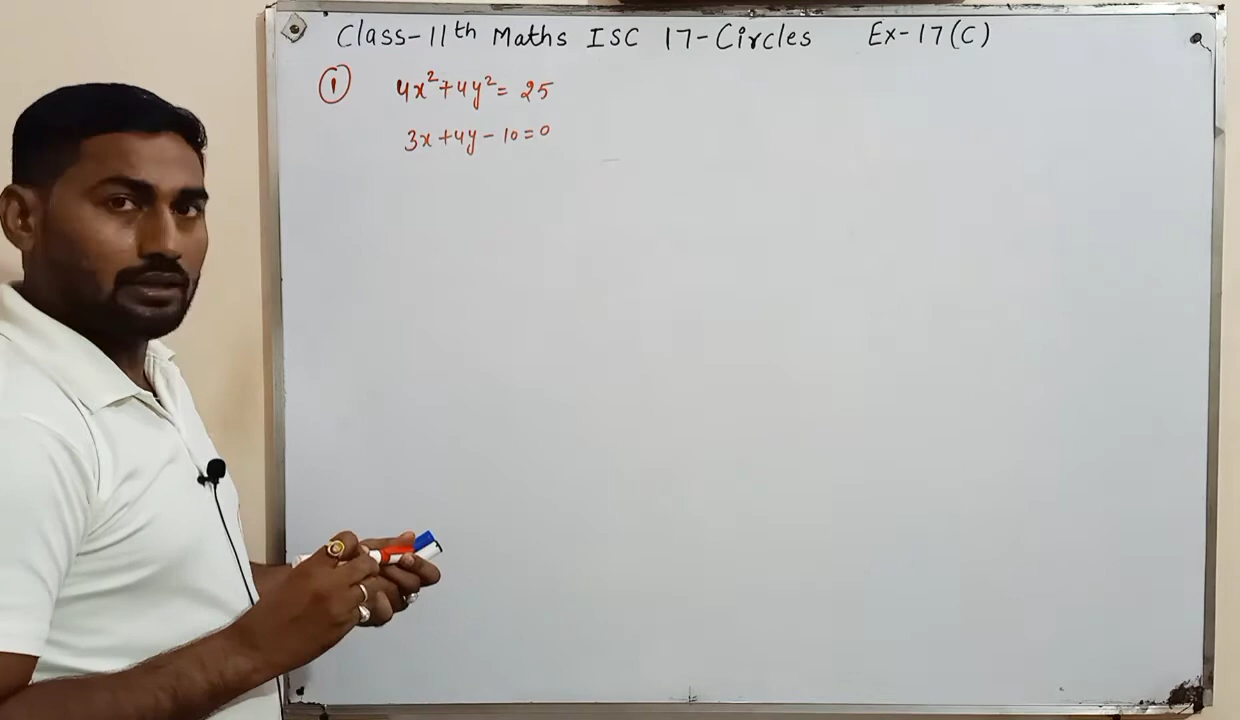 Class-11th Maths ISC 17-Circles Ex-17(C)
① 4x²+4y²= 25
3x+4y-10=0